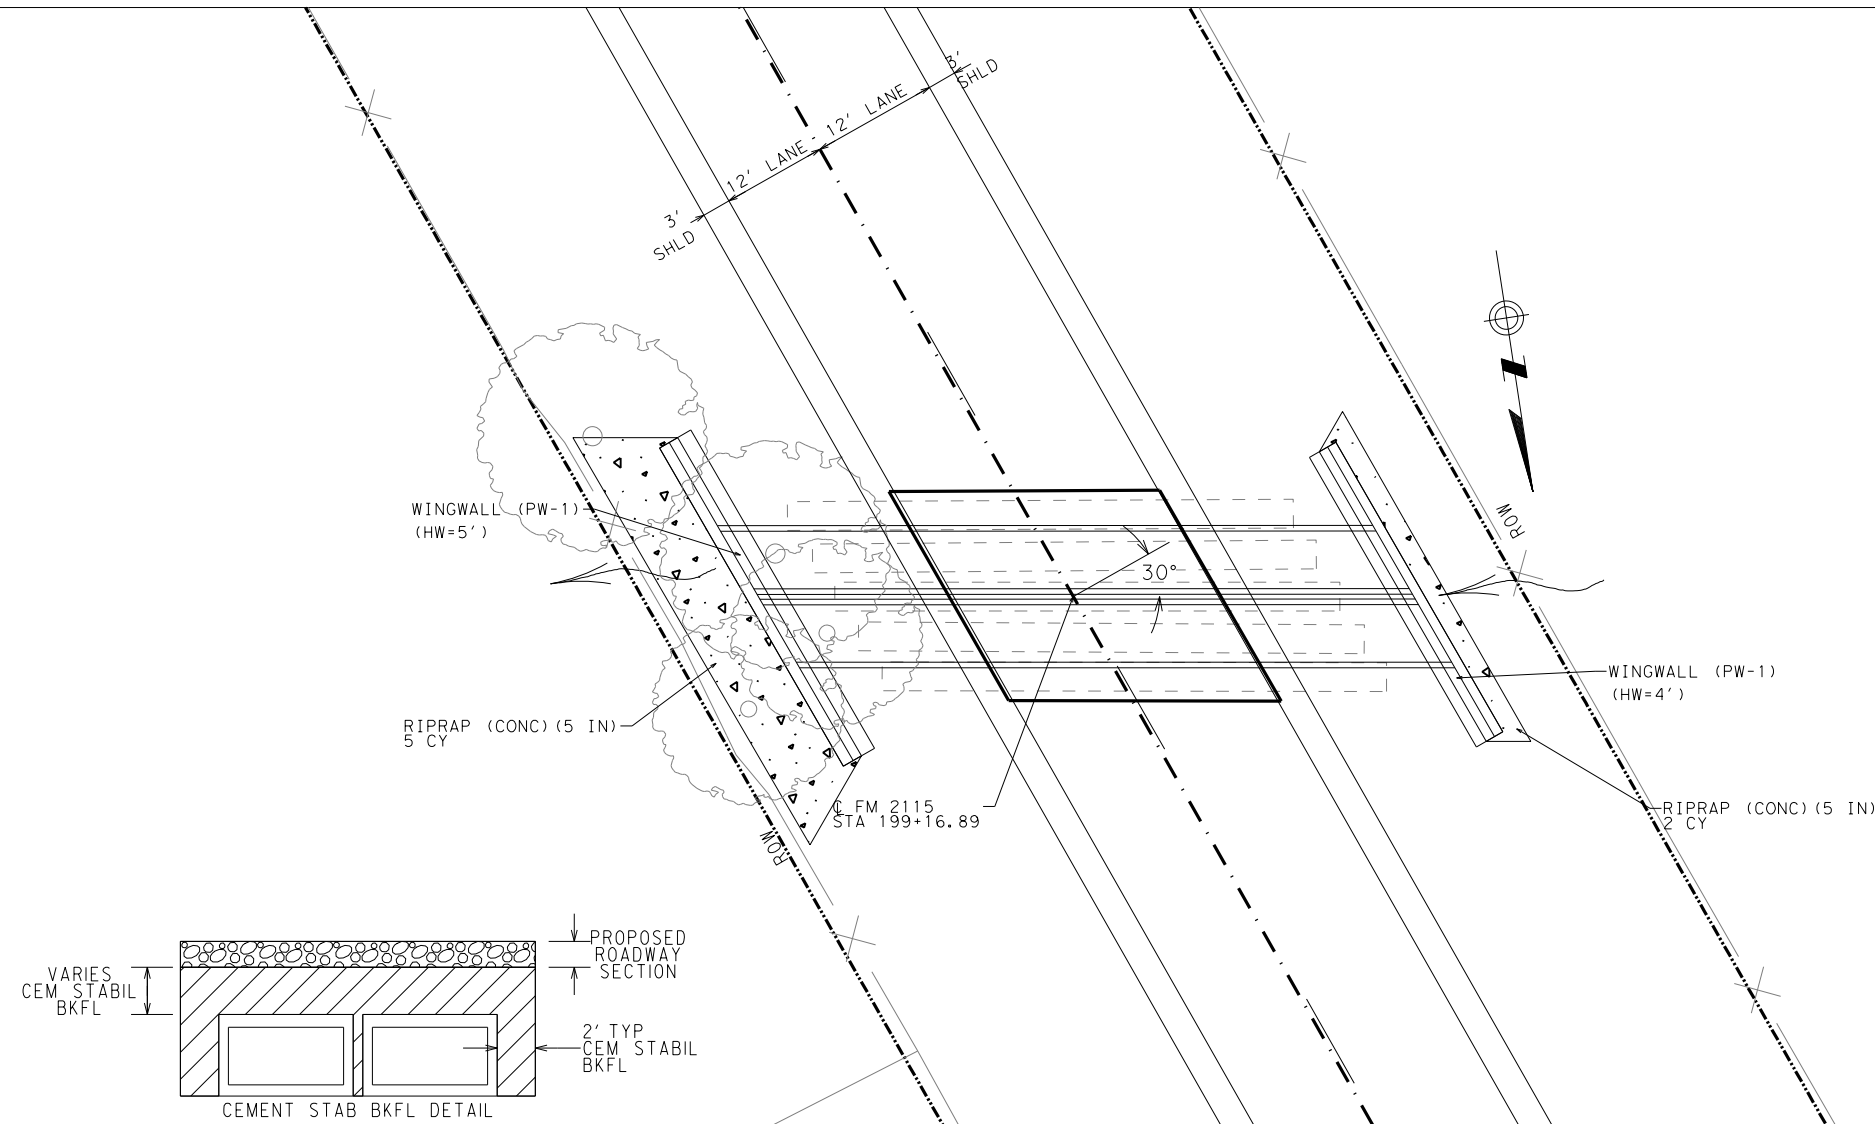 3'
SHLD
12' LANE
12' LANE
3'
SHLD
WINGWALL (PW-1)
(HW=5')
30°
ROW
WINGWALL (PW-1)
(HW=4')
RIPRAP (CONC)(5 IN)
5 CY
℄ FM 2115
STA 199+16.89
RIPRAP (CONC)(5 IN)
2 CY
ROW
PROPOSED
ROADWAY
SECTION
VARIES
CEM STABIL
BKFL
2' TYP
CEM STABIL
BKFL
CEMENT STAB BKFL DETAIL